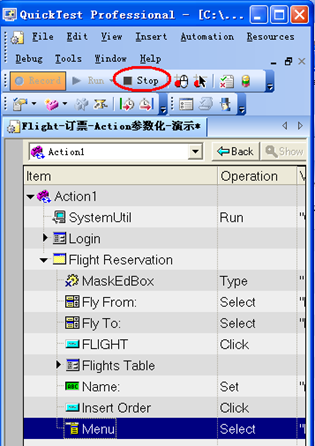 QuickTest Professional - [C:\...
File Edit View Insert Automation Resources
Debug Tools Window Help
Record Run Stop
Flight-订票-Action参数化-演示*
Action1 Back Show
Item Operation V
Action1
SystemUtil Run "
Login
Flight Reservation
MaskEdBox Type "
Fly From: Select "
Fly To: Select "
FLIGHT Click
Flights Table
Name: Set "
Insert Order Click
Menu Select "